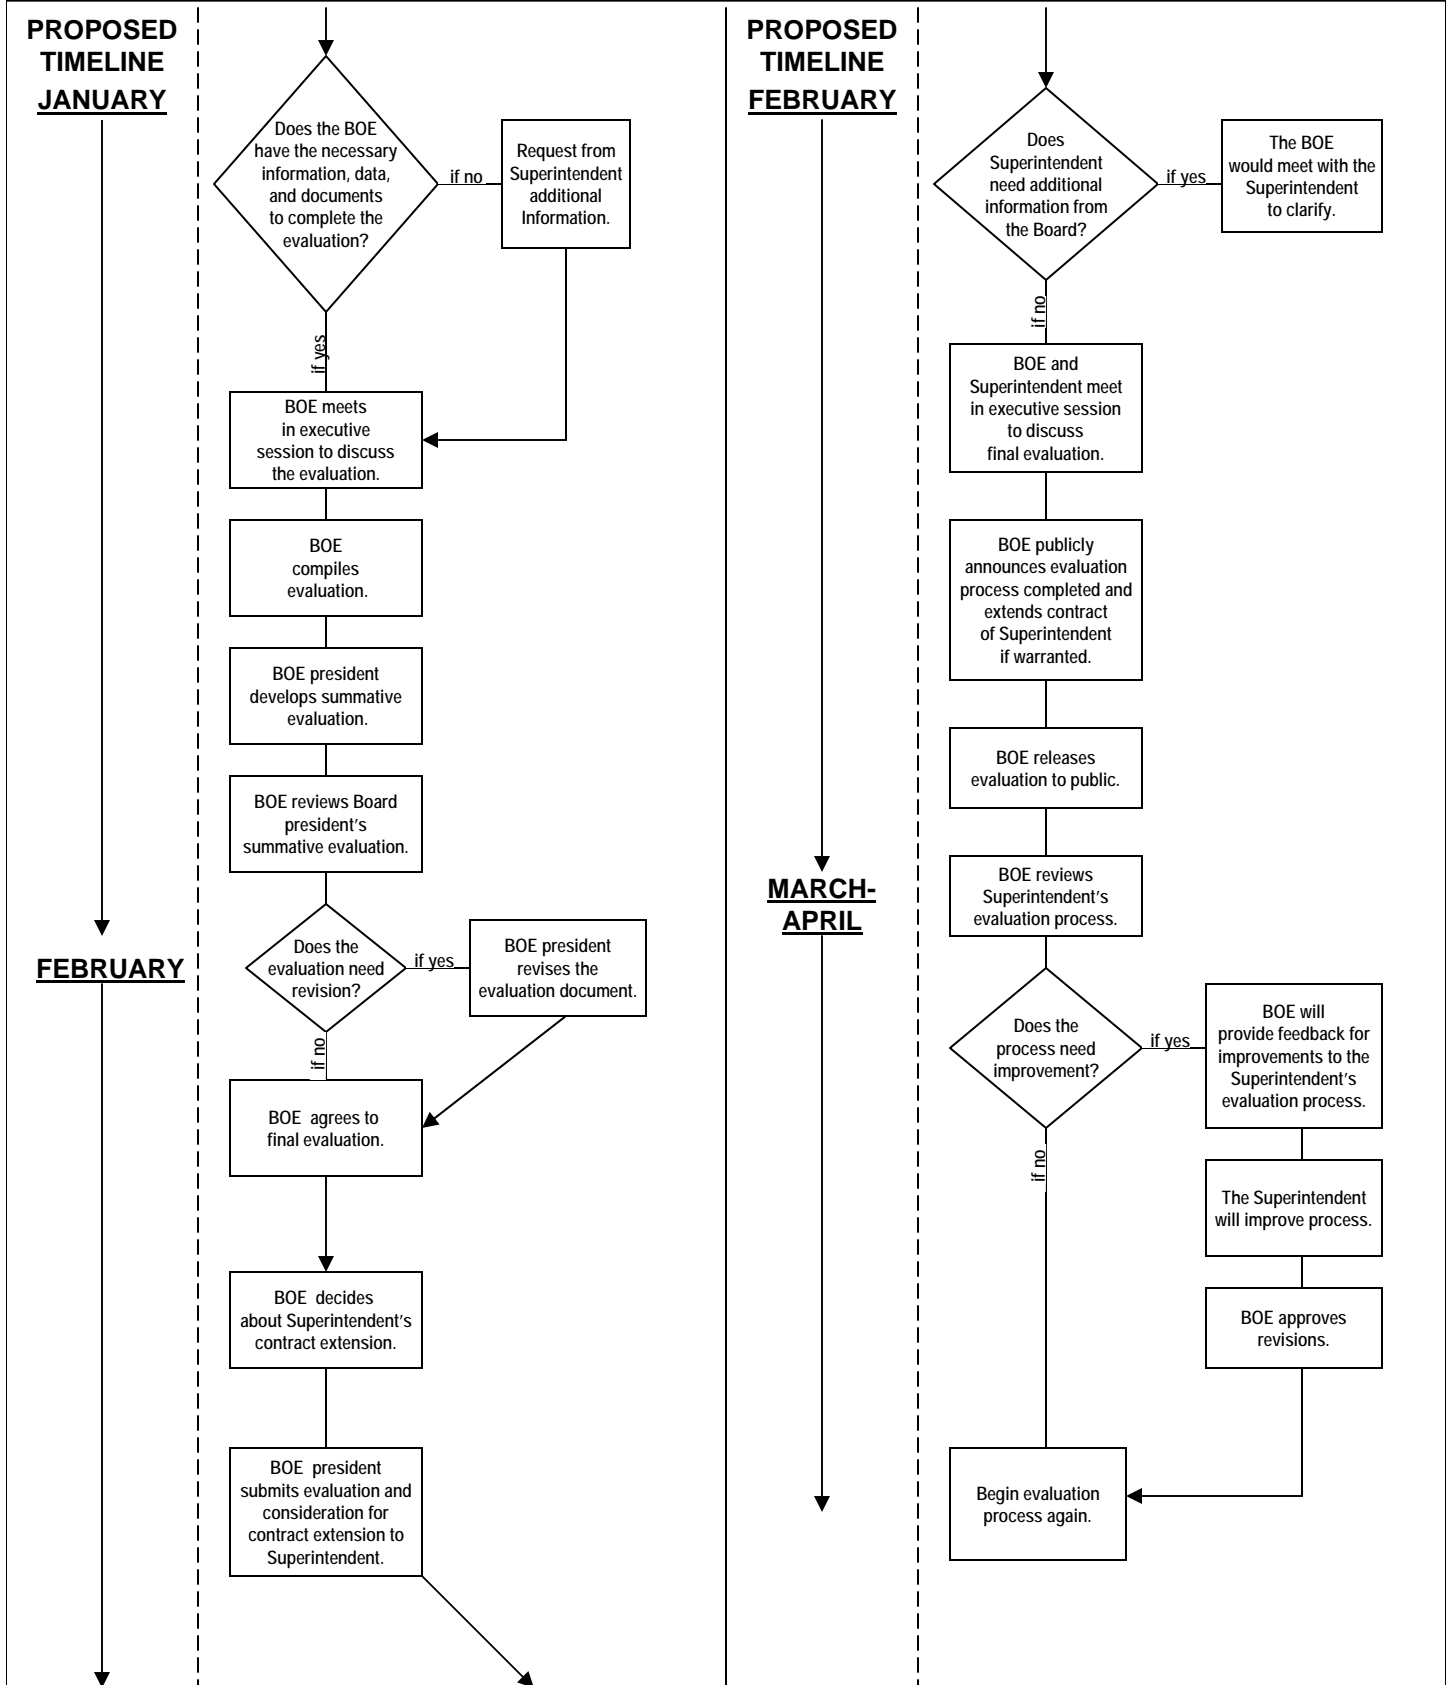 PROPOSED
TIMELINE
JANUARY
Does the BOE
have the necessary
information, data,
and documents
to complete the
evaluation?
if no
Request from
Superintendent
additional
Information.
if yes
BOE meets
in executive
session to discuss
the evaluation.
BOE
compiles
evaluation.
BOE president
develops summative
evaluation.
BOE reviews Board
president's
summative evaluation.
FEBRUARY
Does the
evaluation need
revision?
if yes
BOE president
revises the
evaluation document.
if no
BOE agrees to
final evaluation.
BOE decides
about Superintendent's
contract extension.
BOE president
submits evaluation and
consideration for
contract extension to
Superintendent.
PROPOSED
TIMELINE
FEBRUARY
Does
Superintendent
need additional
information from
the Board?
if yes
The BOE
would meet with the
Superintendent
to clarify.
if no
BOE and
Superintendent meet
in executive session
to discuss
final evaluation.
BOE publicly
announces evaluation
process completed and
extends contract
of Superintendent
if warranted.
BOE releases
evaluation to public.
MARCH-
APRIL
BOE reviews
Superintendent's
evaluation process.
Does the
process need
improvement?
if yes
BOE will
provide feedback for
improvements to the
Superintendent's
evaluation process.
if no
The Superintendent
will improve process.
BOE approves
revisions.
Begin evaluation
process again.